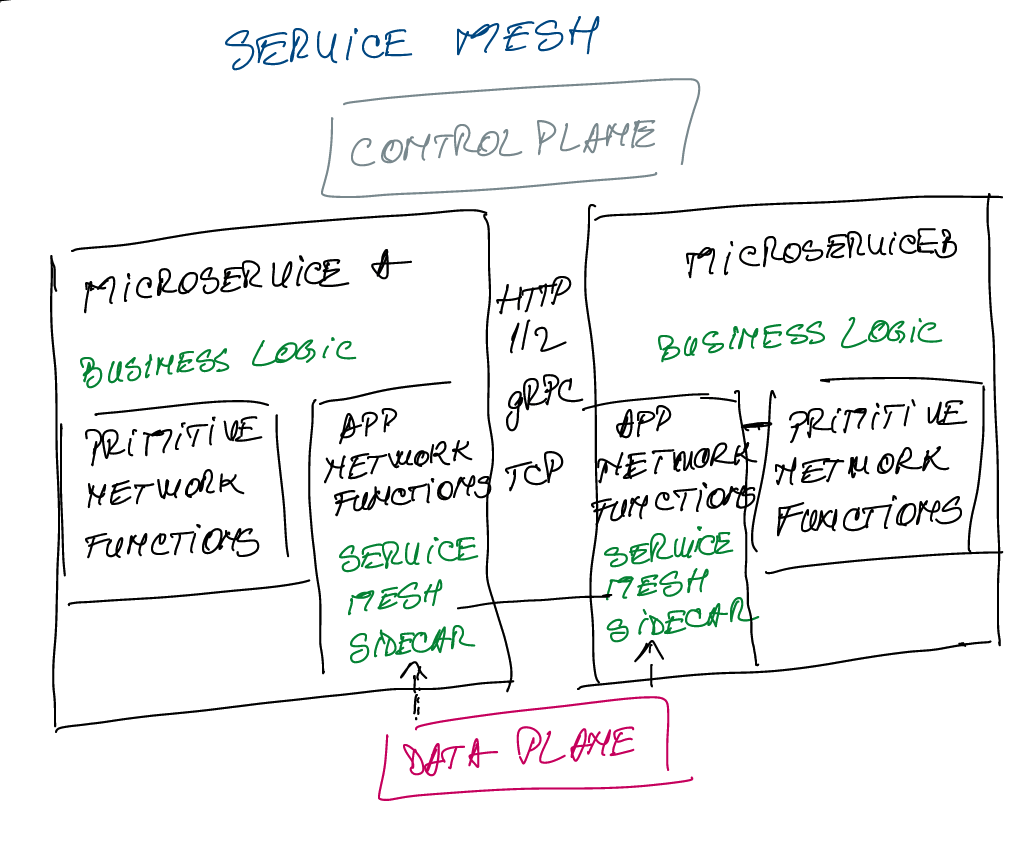 SERVICE MESH
CONTROL PLANE
MICROSERVICE A
BUSINESS LOGIC
PRIMITIVE
NETWORK
FUNCTIONS
APP
NETWORK
FUNCTIONS
SERVICE
MESH
SIDECAR
HTTP
1/2
gRPC
TCP
MICROSERVICEB
BUSINESS LOGIC
APP
NETWORK
FUNCTIONS
SERVICE
MESH
SIDECAR
PRIMITIVE
NETWORK
FUNCTIONS
DATA PLANE